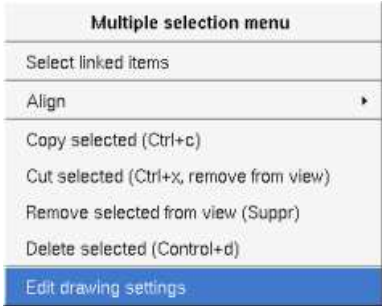 Multiple selection menu
Select linked items
Align
Copy selected (Ctrl+c)
Cut selected (Ctrl+x, remove from view)
Remove selected from view (Suppr)
Delete selected (Control+d)
Edit drawing settings